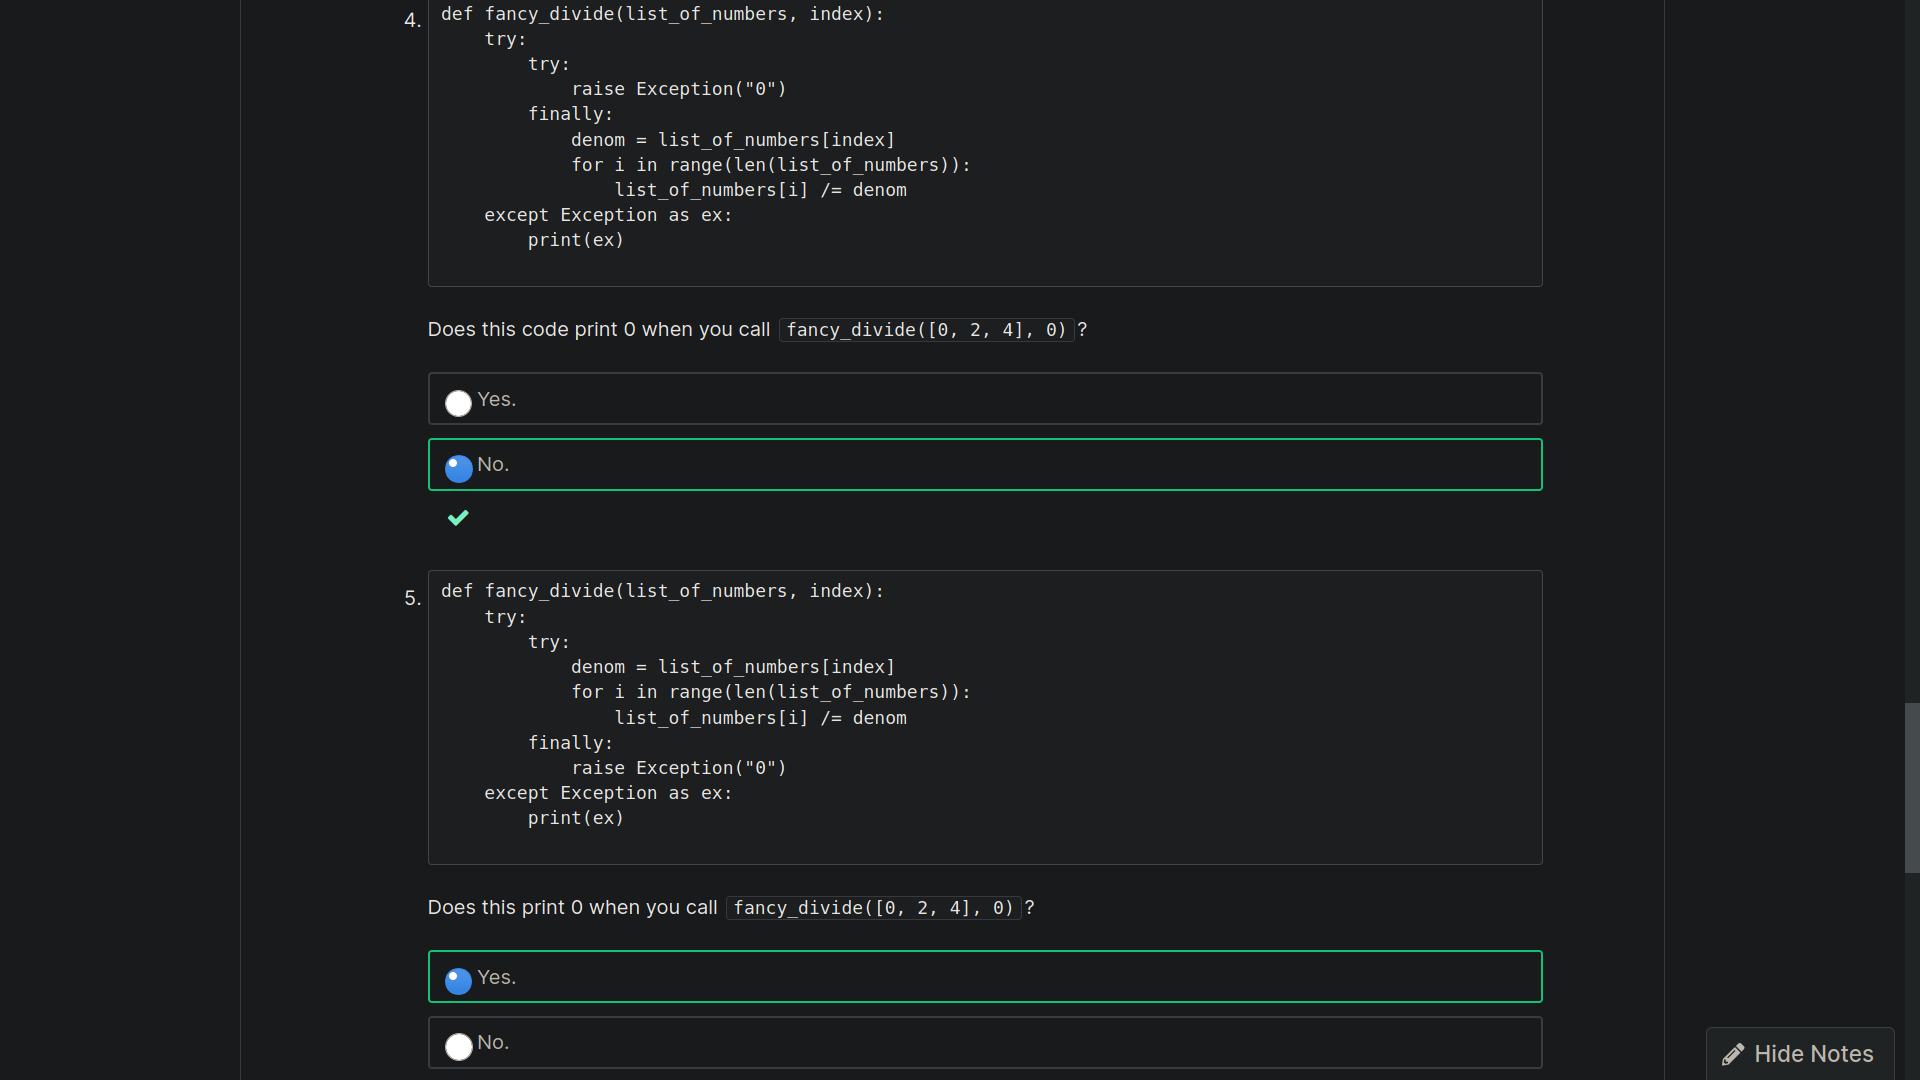 4.
def fancy_divide(list_of_numbers, index):
    try:
        try:
            raise Exception("0")
        finally:
            denom = list_of_numbers[index]
            for i in range(len(list_of_numbers)):
                list_of_numbers[i] /= denom
    except Exception as ex:
        print(ex)
Does this code print 0 when you call fancy_divide([0, 2, 4], 0) ?
Yes.
No.
5.
def fancy_divide(list_of_numbers, index):
    try:
        try:
            denom = list_of_numbers[index]
            for i in range(len(list_of_numbers)):
                list_of_numbers[i] /= denom
        finally:
            raise Exception("0")
    except Exception as ex:
        print(ex)
Does this print 0 when you call fancy_divide([0, 2, 4], 0) ?
Yes.
No.
Hide Notes